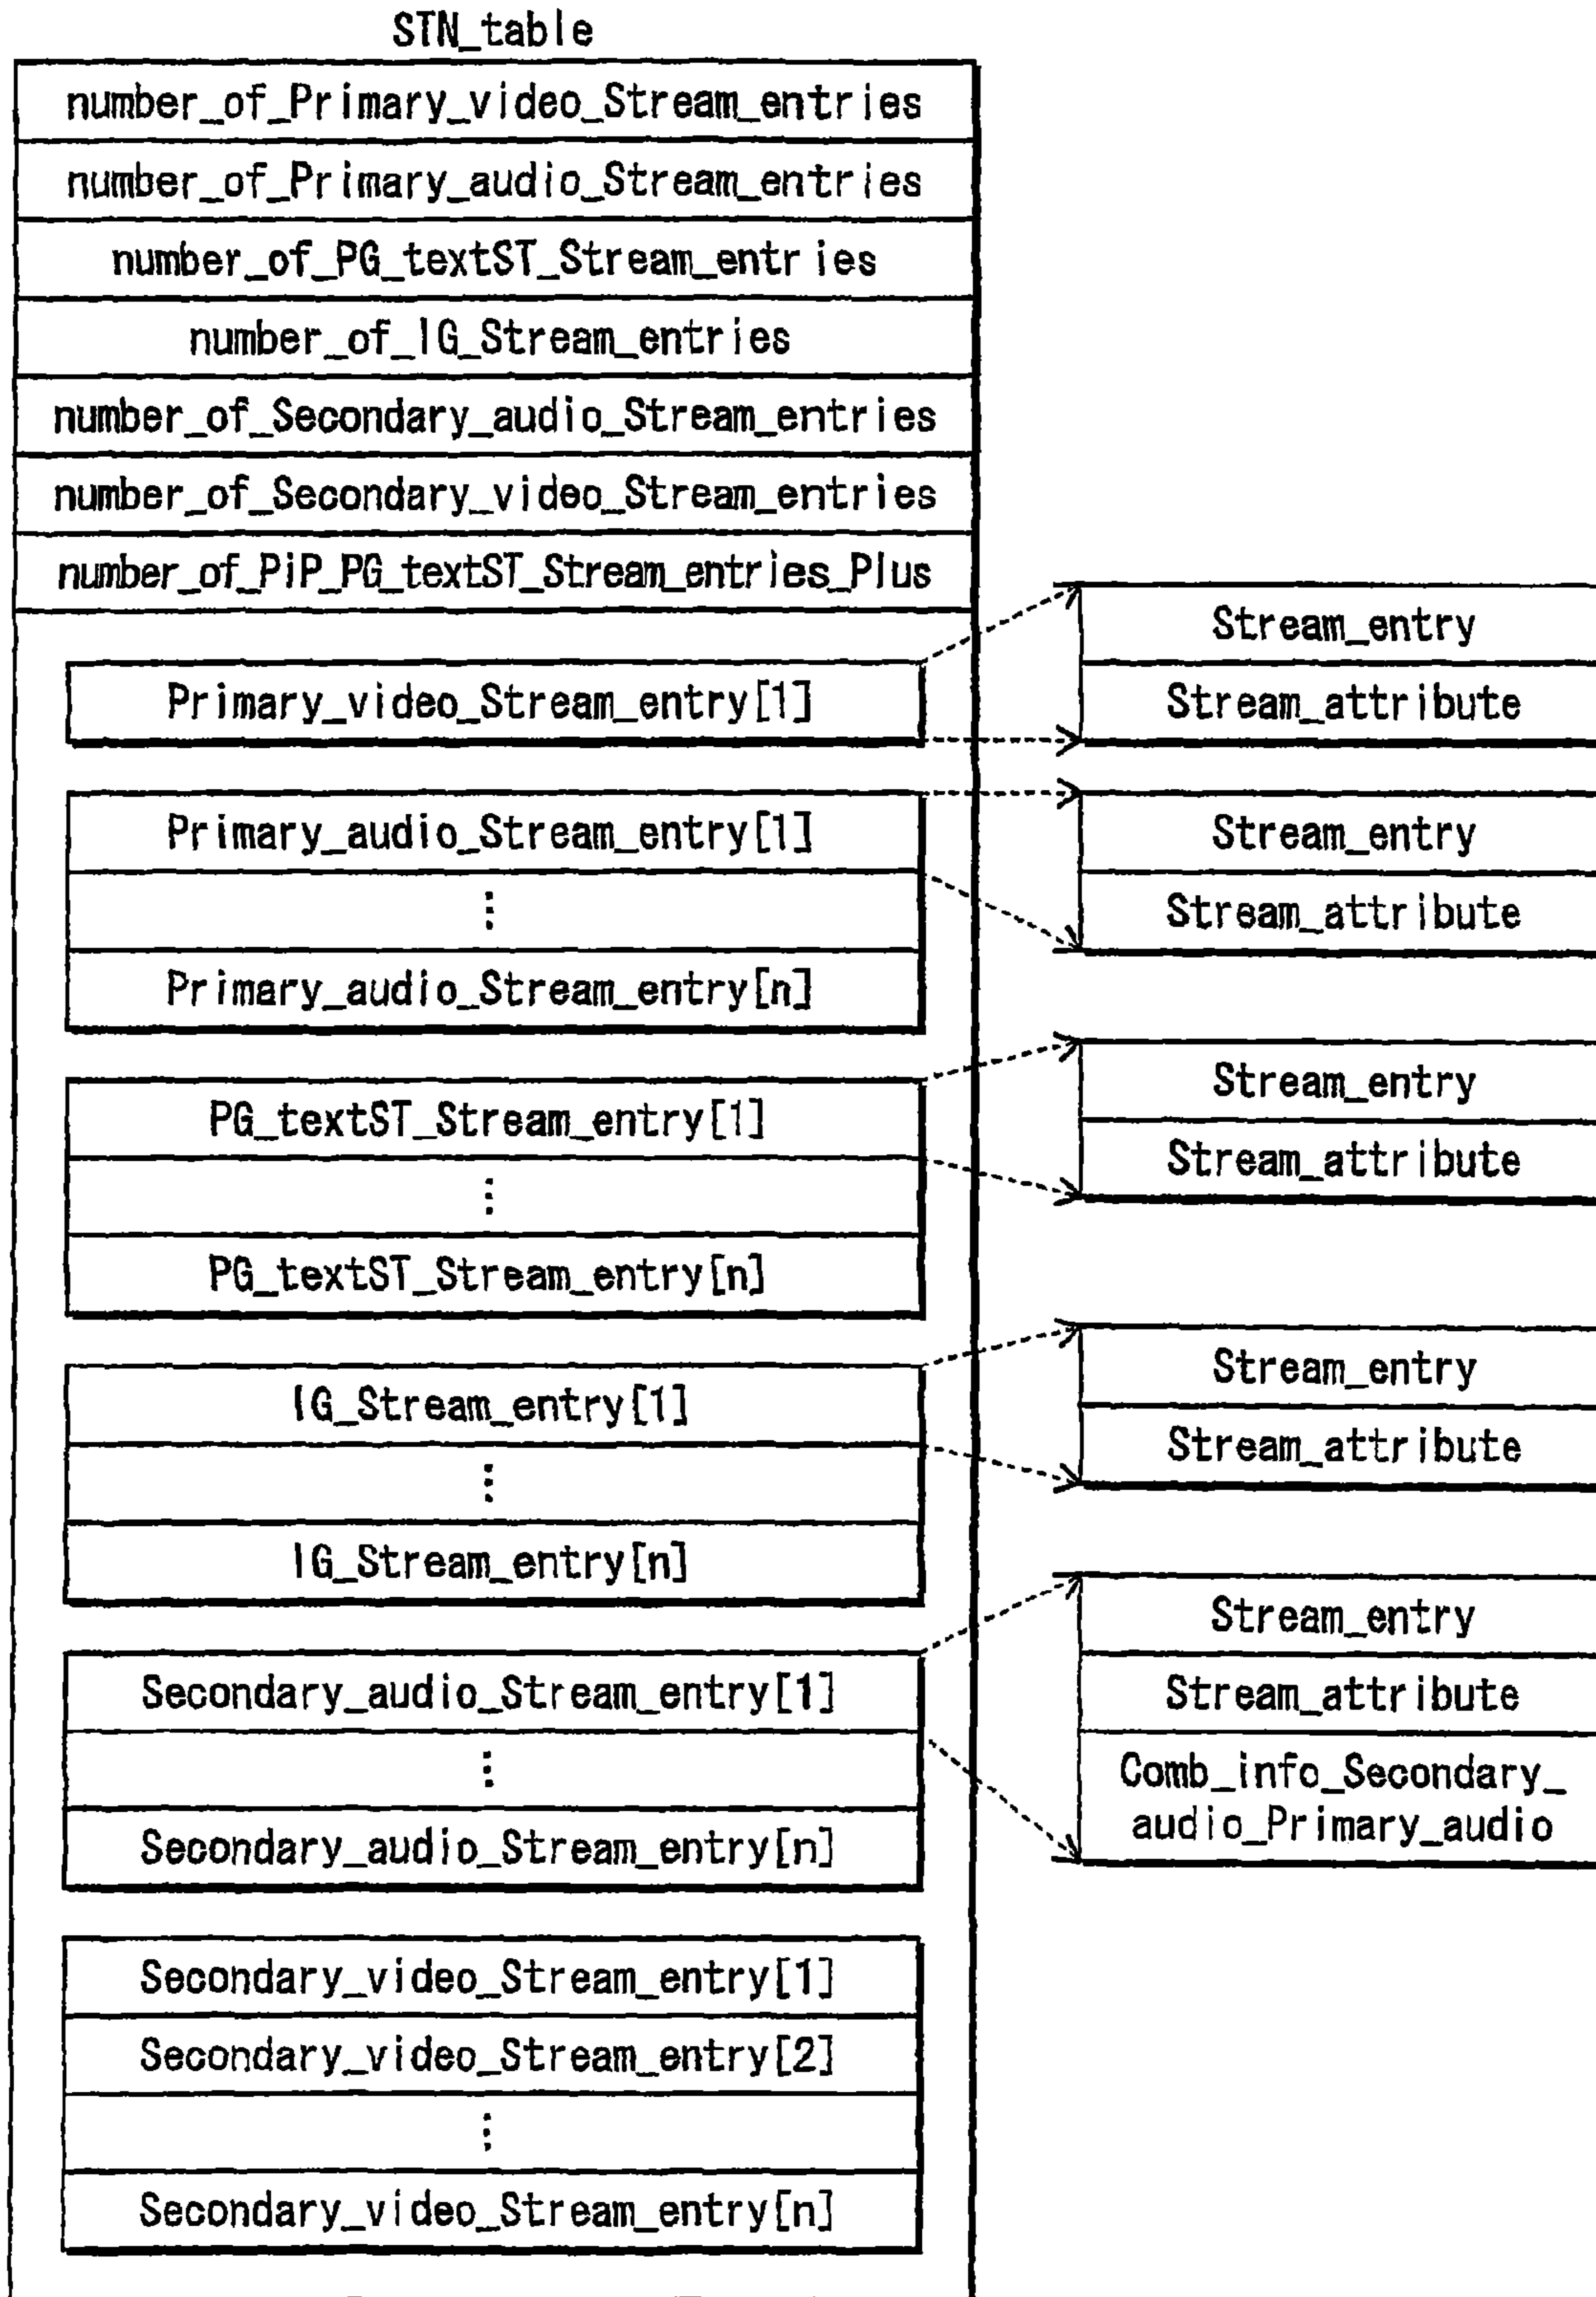 STN_table
number_of_Primary_video_Stream_entries
number_of_Primary_audio_Stream_entries
number_of_PG_textST_Stream_entries
number_of_IG_Stream_entries
number_of_Secondary_audio_Stream_entries
number_of_Secondary_video_Stream_entries
number_of_PiP_PG_textST_Stream_entries_Plus
Primary_video_Stream_entry[1]
Stream_entry
Stream_attribute
Primary_audio_Stream_entry[1]
⋮
Primary_audio_Stream_entry[n]
Stream_entry
Stream_attribute
PG_textST_Stream_entry[1]
⋮
PG_textST_Stream_entry[n]
Stream_entry
Stream_attribute
IG_Stream_entry[1]
⋮
IG_Stream_entry[n]
Stream_entry
Stream_attribute
Secondary_audio_Stream_entry[1]
⋮
Secondary_audio_Stream_entry[n]
Stream_entry
Stream_attribute
Comb_info_Secondary_
audio_Primary_audio
Secondary_video_Stream_entry[1]
Secondary_video_Stream_entry[2]
⋮
Secondary_video_Stream_entry[n]